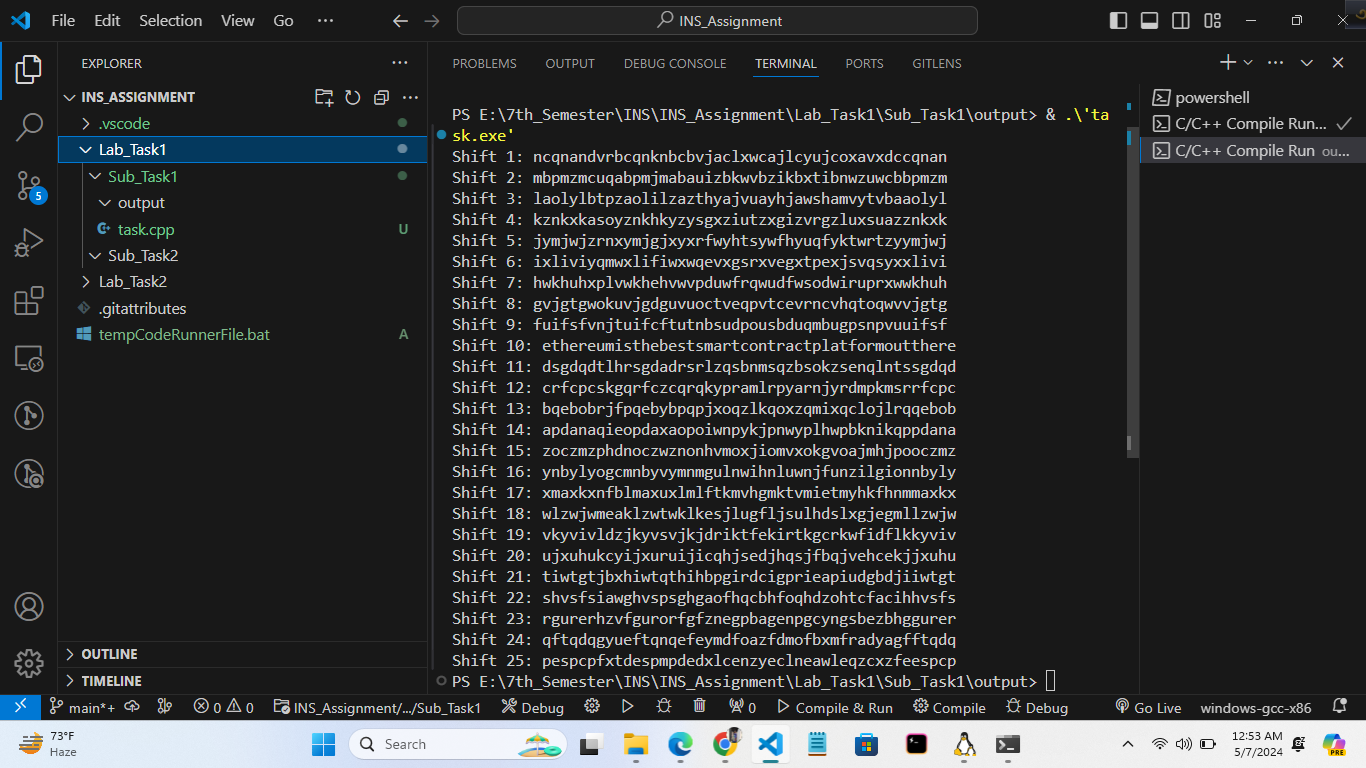 File Edit Selection View Go ··· INS_Assignment
EXPLORER ···
INS_ASSIGNMENT ···
.vscode
Lab_Task1
Sub_Task1
output
task.cpp U
Sub_Task2
Lab_Task2
.gitattributes
tempCodeRunnerFile.bat A
OUTLINE
TIMELINE
5
PROBLEMS OUTPUT DEBUG CONSOLE TERMINAL PORTS GITLENS
PS E:\7th_Semester\INS\INS_Assignment\Lab_Task1\Sub_Task1\output> & .\'ta
sk.exe'
Shift 1: ncqnandvrbcqnknbcbvjaclxwcajlcyujcoxavxdccqnan
Shift 2: mbpmzmcuqabpmjmabauizbkwvbzikbxtibnwzuwcbbpmzm
Shift 3: laolylbtpzaolilzazthyajvuayhjawshamvytvbaaolyl
Shift 4: kznkxkasoyznkhkyzysgxziutzxgizvrgzluxsuazznkxk
Shift 5: jymjwjzrnxymjgjxyxrfwyhtsywfhyuqfyktwrtzyymjwj
Shift 6: ixliviyqmwxlifiwxwqevxgsrxvegxtpexjsvqsyxxlivi
Shift 7: hwkhuhxplvwkhehvwvpduwfrqwudfwsodwiruprxwwkhuh
Shift 8: gvjgtgwokuvjgdguvuoctveqpvtcevrncvhqtoqwvvjgtg
Shift 9: fuifsfvnjtuifcftutnbsudpousbduqmbugpsnpvuuifsf
Shift 10: ethereumisthebestsmartcontractplatformoutthere
Shift 11: dsgdqdtlhrsgdadrsrlzqsbnmsqzbsokzsenqlntssgdqd
Shift 12: crfcpcskgqrfczcqrqkypramlrpyarnjyrdmpkmsrrfcpc
Shift 13: bqebobrjfpqebybpqpjxoqzlkqoxzqmixqclojlrqqebob
Shift 14: apdanaqieopdaxaopoiwnpykjpnwyplhwpbknikqppdana
Shift 15: zoczmzphdnoczwznonhvmoxjiomvxokgvoajmhjpooczmz
Shift 16: ynbylyogcmnbyvymnmgulnwihnluwnjfunzilgionnbyly
Shift 17: xmaxkxnfblmaxuxlmlftkmvhgmktvmietmyhkfhnmmaxkx
Shift 18: wlzwjwmeaklzwtwklkesjlugfljsulhdslxgjegmllzwjw
Shift 19: vkyvivldzjkyvsvjkjdriktfekirtkgcrkwfidflkkyviv
Shift 20: ujxuhukcyijxuruijicqhjsedjhqsjfbqjvehcekjjxuhu
Shift 21: tiwtgtjbxhiwtqthihbpgirdcigprieapiudgbdjiiwtgt
Shift 22: shvsfsiawghvspsghgaofhqcbhfoqhdzohtcfacihhvsfs
Shift 23: rgurerhzvfgurorfgfznegpbagenpgcyngsbezbhggurer
Shift 24: qftqdqgyueftqnqefeymdfoazfdmofbxmfradyagfftqdq
Shift 25: pespcpfxtdespmpdedxlcenzyeclneawleqzcxzfeespcp
PS E:\7th_Semester\INS\INS_Assignment\Lab_Task1\Sub_Task1\output>
powershell
C/C++ Compile Run...
C/C++ Compile Run ou...
main*+ 0 0 INS_Assignment/.../Sub_Task1 Debug 0 Compile & Run Compile Debug Go Live windows-gcc-x86
73°F
Haze
Search
12:53 AM
5/7/2024
PRE